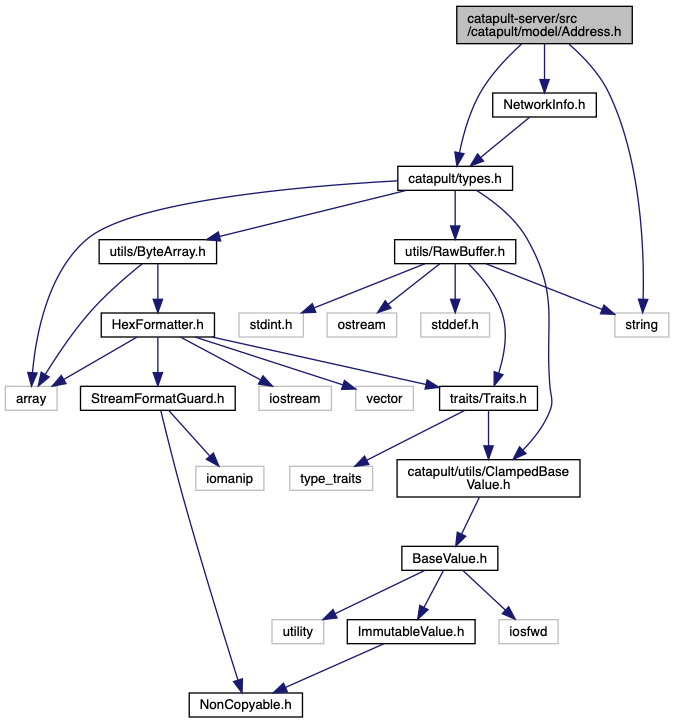 catapult-server/src
/catapult/model/Address.h
NetworkInfo.h
catapult/types.h
utils/ByteArray.h
utils/RawBuffer.h
HexFormatter.h
stdint.h
ostream
stddef.h
string
array
StreamFormatGuard.h
iostream
vector
traits/Traits.h
iomanip
type_traits
catapult/utils/ClampedBase
Value.h
BaseValue.h
utility
ImmutableValue.h
iosfwd
NonCopyable.h